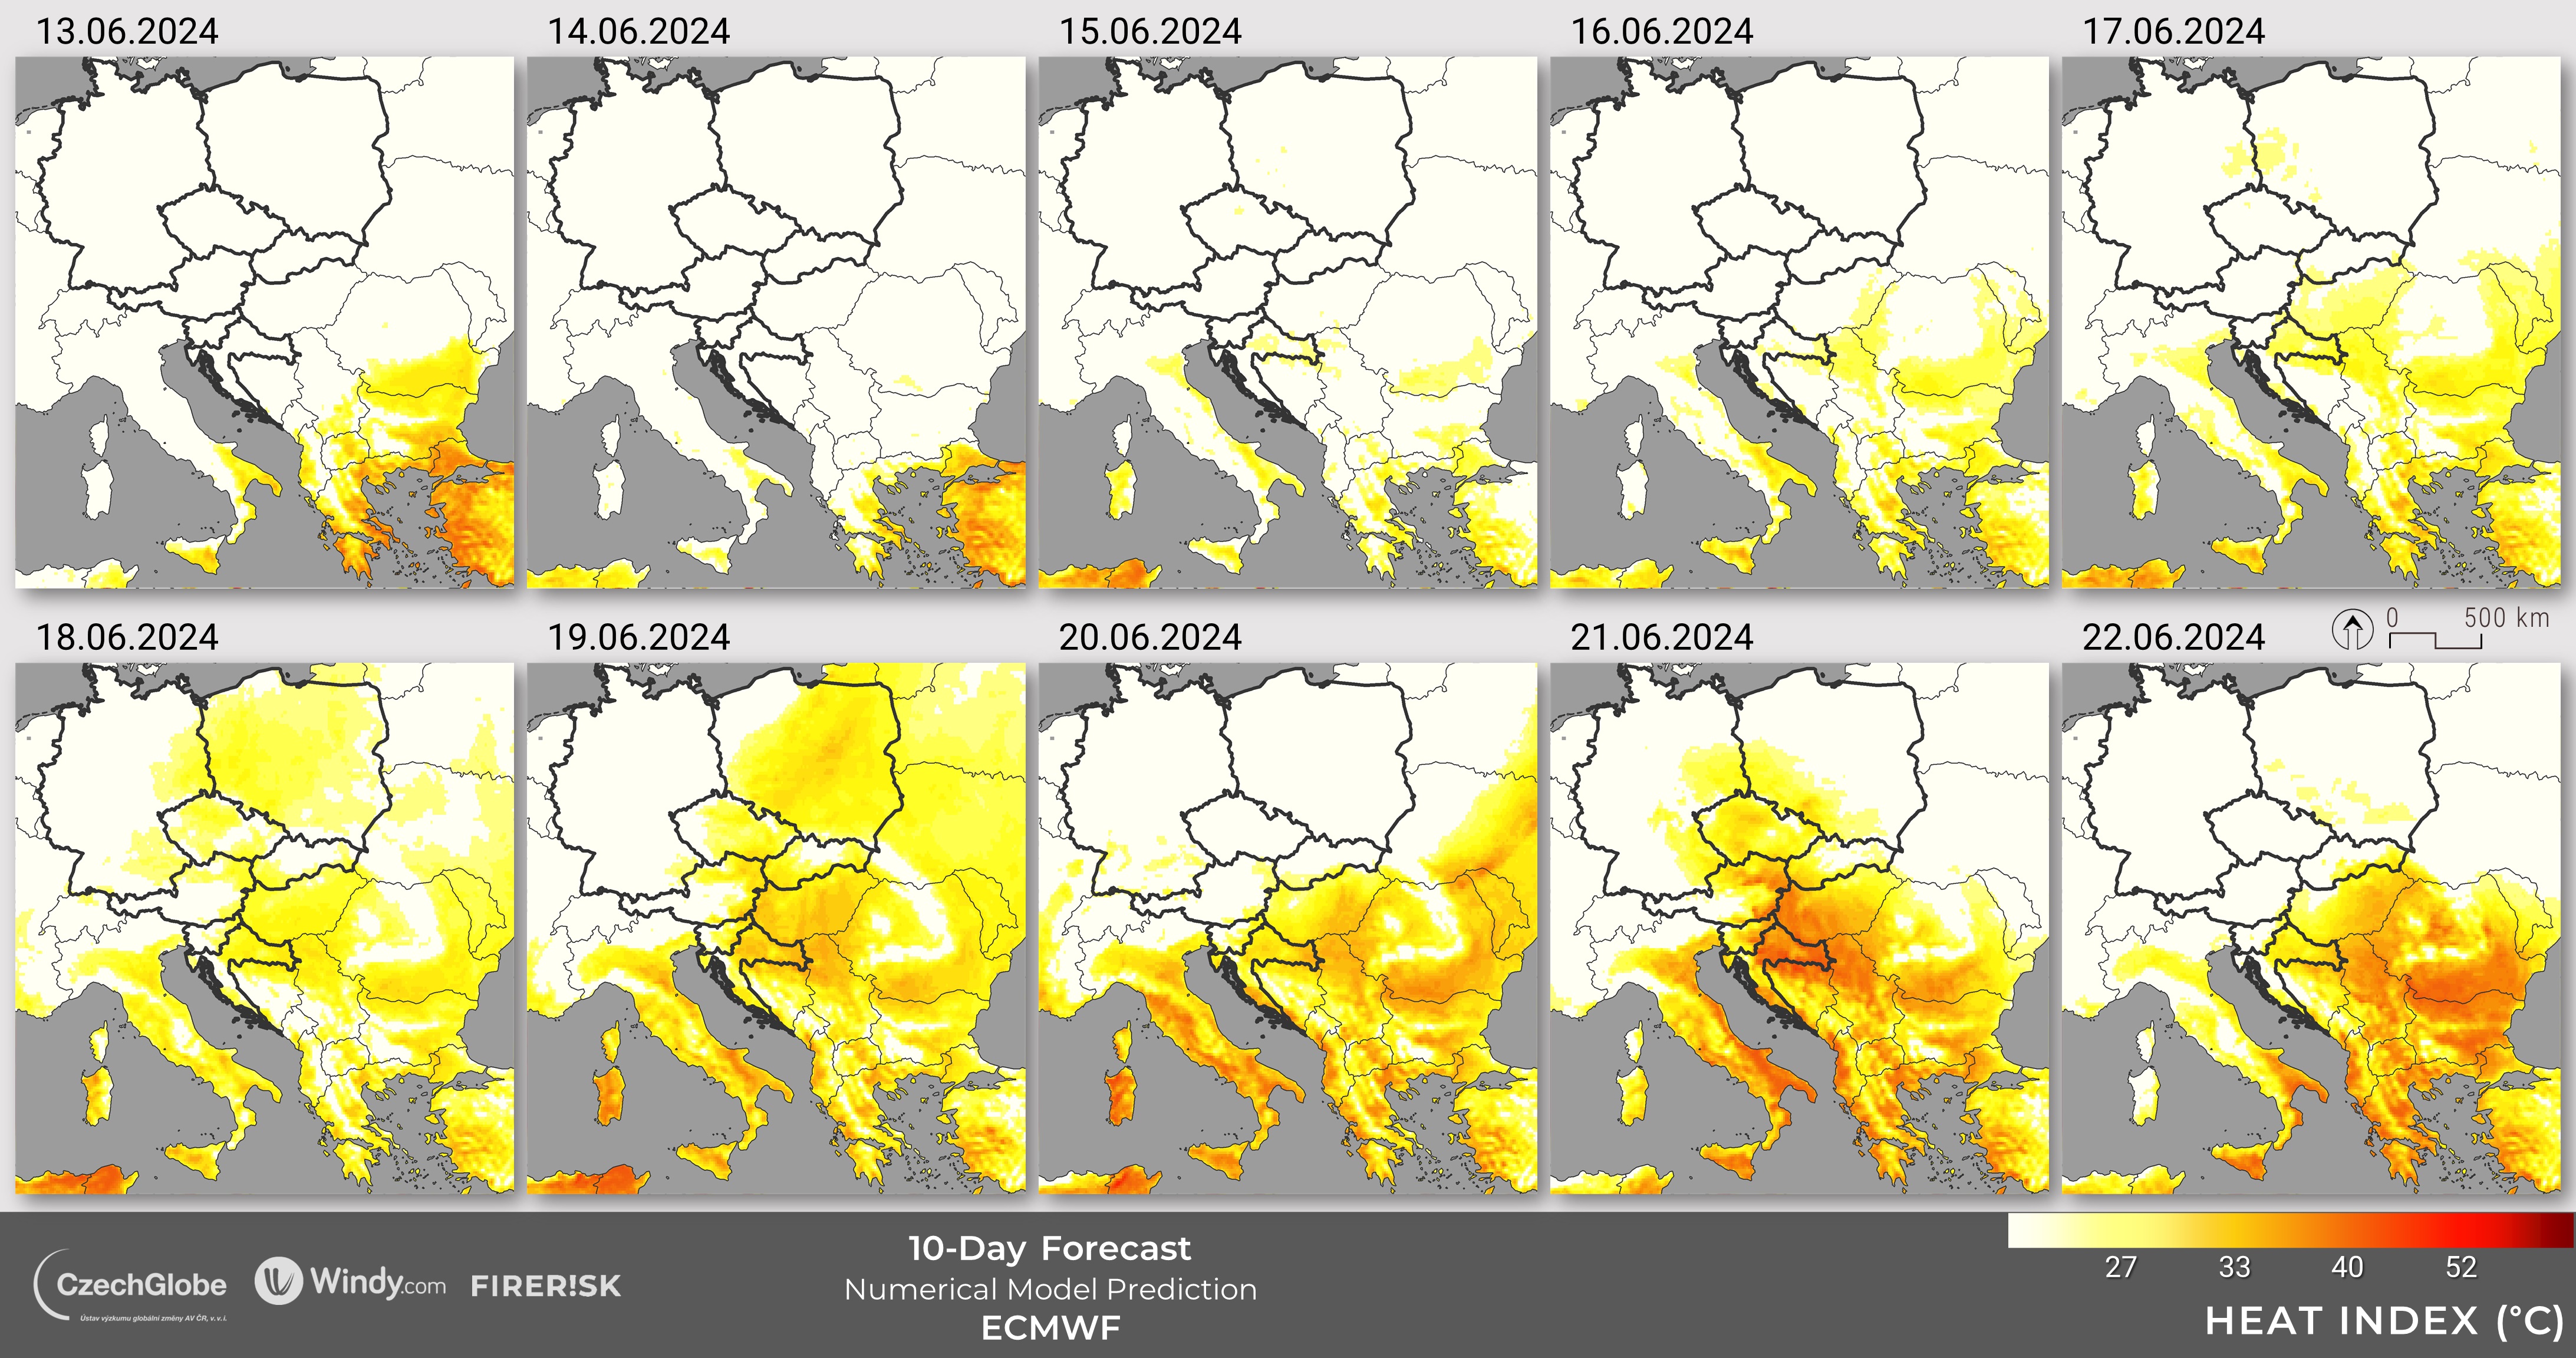 13.06.2024
14.06.2024
15.06.2024
16.06.2024
17.06.2024
18.06.2024
19.06.2024
20.06.2024
21.06.2024
22.06.2024
0 500 km
CzechGlobe
Ústav výzkumu globální změny AV ČR, v. v. i.
Windy.com
FIRER!SK
10-Day Forecast
Numerical Model Prediction
ECMWF
27 33 40 52
HEAT INDEX (°C)